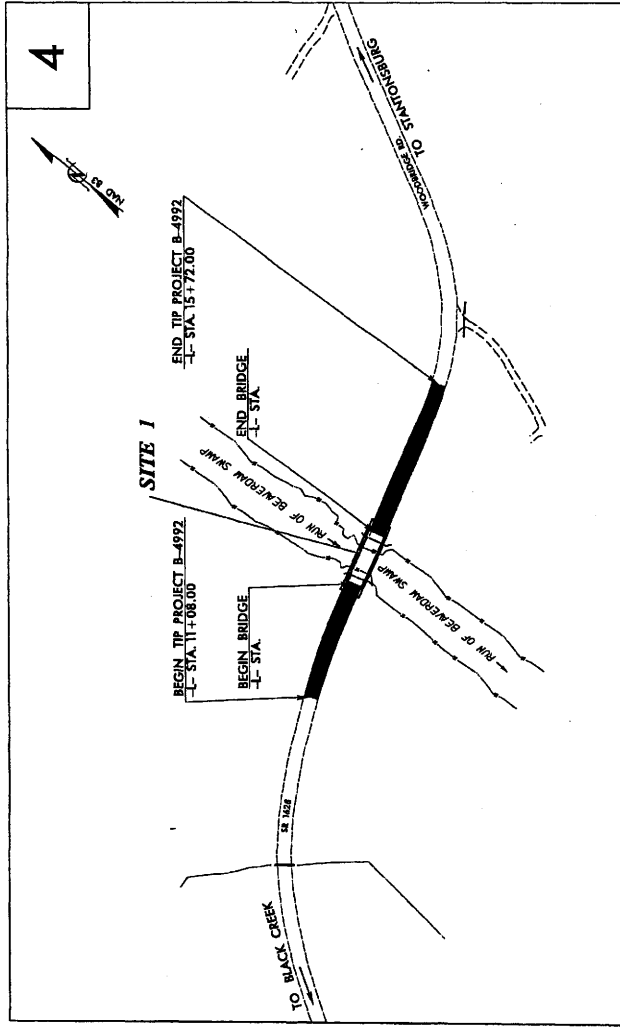 4
NAD 83
SITE 1
BEGIN TIP PROJECT B-4992
-L- STA. 11+08.00
BEGIN BRIDGE
-L- STA.
END BRIDGE
-L- STA.
END TIP PROJECT B-4992
-L- STA. 15+72.00
RUN OF BEAVERDAM SWAMP
RUN OF BEAVERDAM SWAMP
TO BLACK CREEK
SR 1628
WOODBRIDGE RD.
TO STANTONSBURG